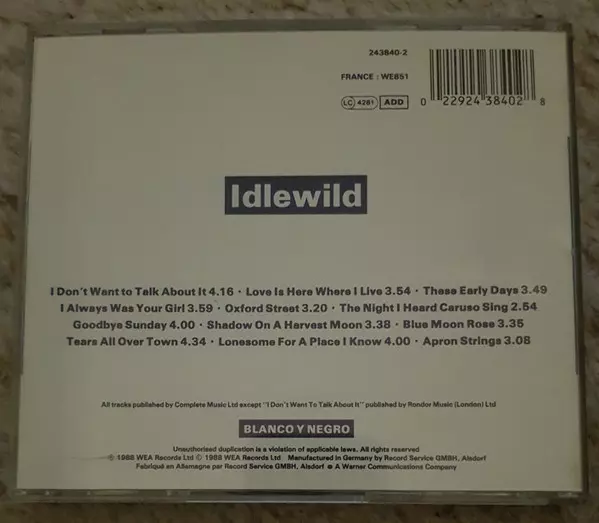 243840-2
FRANCE : WE851
LC 4281 ADD
0 22924 38402 8
Idlewild
I Don't Want to Talk About It 4.16 · Love Is Here Where I Live 3.54 · These Early Days 3.49
I Always Was Your Girl 3.59 · Oxford Street 3.20 · The Night I Heard Caruso Sing 2.54
Goodbye Sunday 4.00 · Shadow On A Harvest Moon 3.38 · Blue Moon Rose 3.35
Tears All Over Town 4.34 · Lonesome For A Place I Know 4.00 · Apron Strings 3.08
All tracks published by Complete Music Ltd except "I Don't Want To Talk About It" published by Rondor Music (London) Ltd
BLANCO Y NEGRO
Unauthorised duplication is a violation of applicable laws. All rights reserved
℗ 1988 WEA Records Ltd © 1988 WEA Records Ltd Manufactured in Germany by Record Service GMBH, Alsdorf
Fabriqué en Allemagne par Record Service GMBH, Alsdorf ● A Warner Communications Company